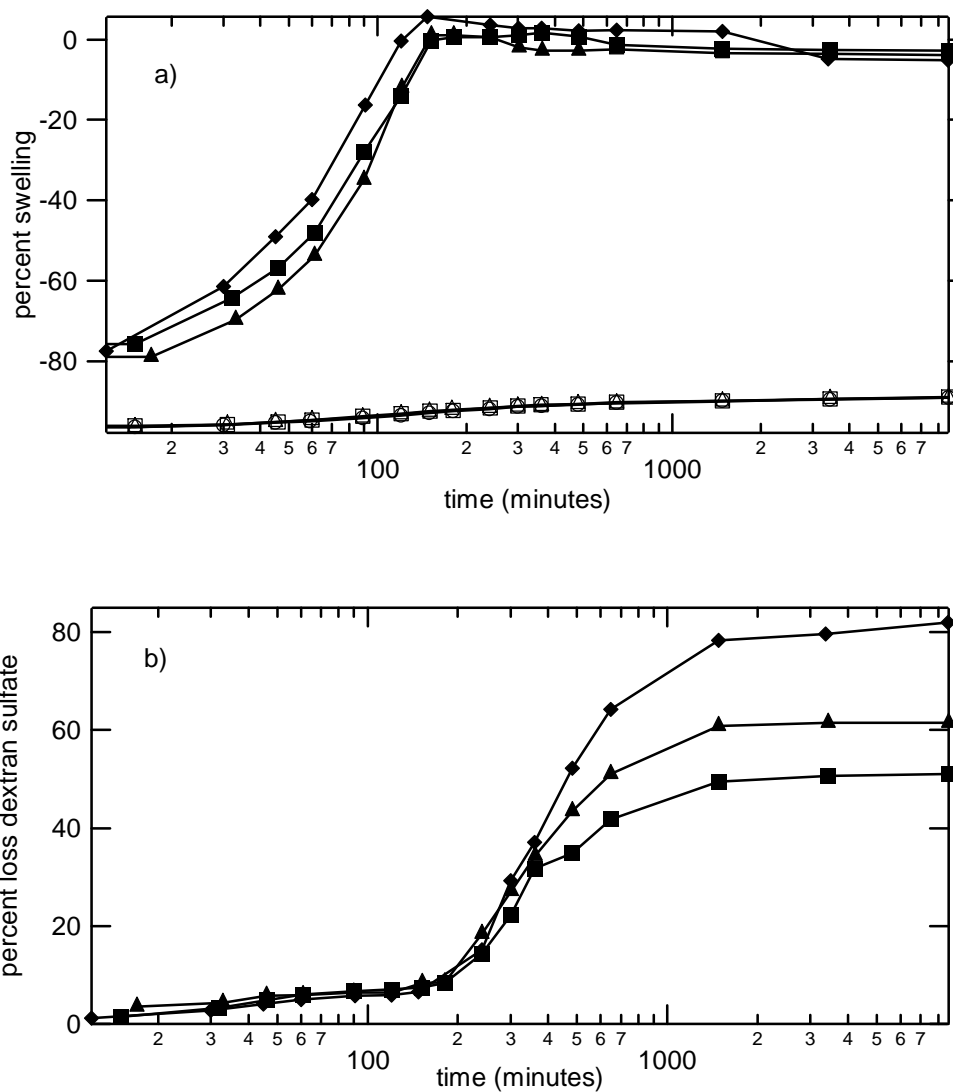 0
a)
-20
-40
-60
-80
percent swelling
2 3 4 5 6 7 2 3 4 5 6 7 2 3 4 5 6 7
100 1000
time (minutes)
80
b)
60
40
20
0
percent loss dextran sulfate
2 3 4 5 6 7 2 3 4 5 6 7 2 3 4 5 6 7
100 1000
time (minutes)